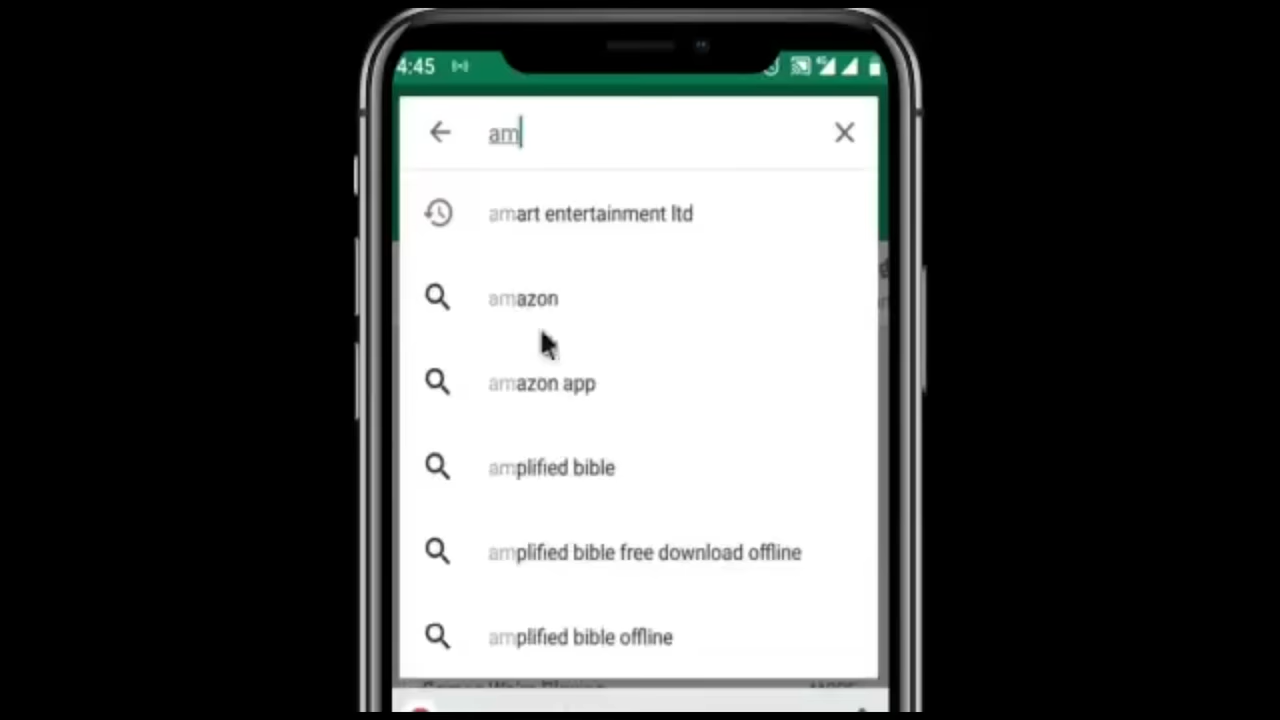 4:45
am
amart entertainment ltd
amazon
amazon app
amplified bible
amplified bible free download offline
amplified bible offline